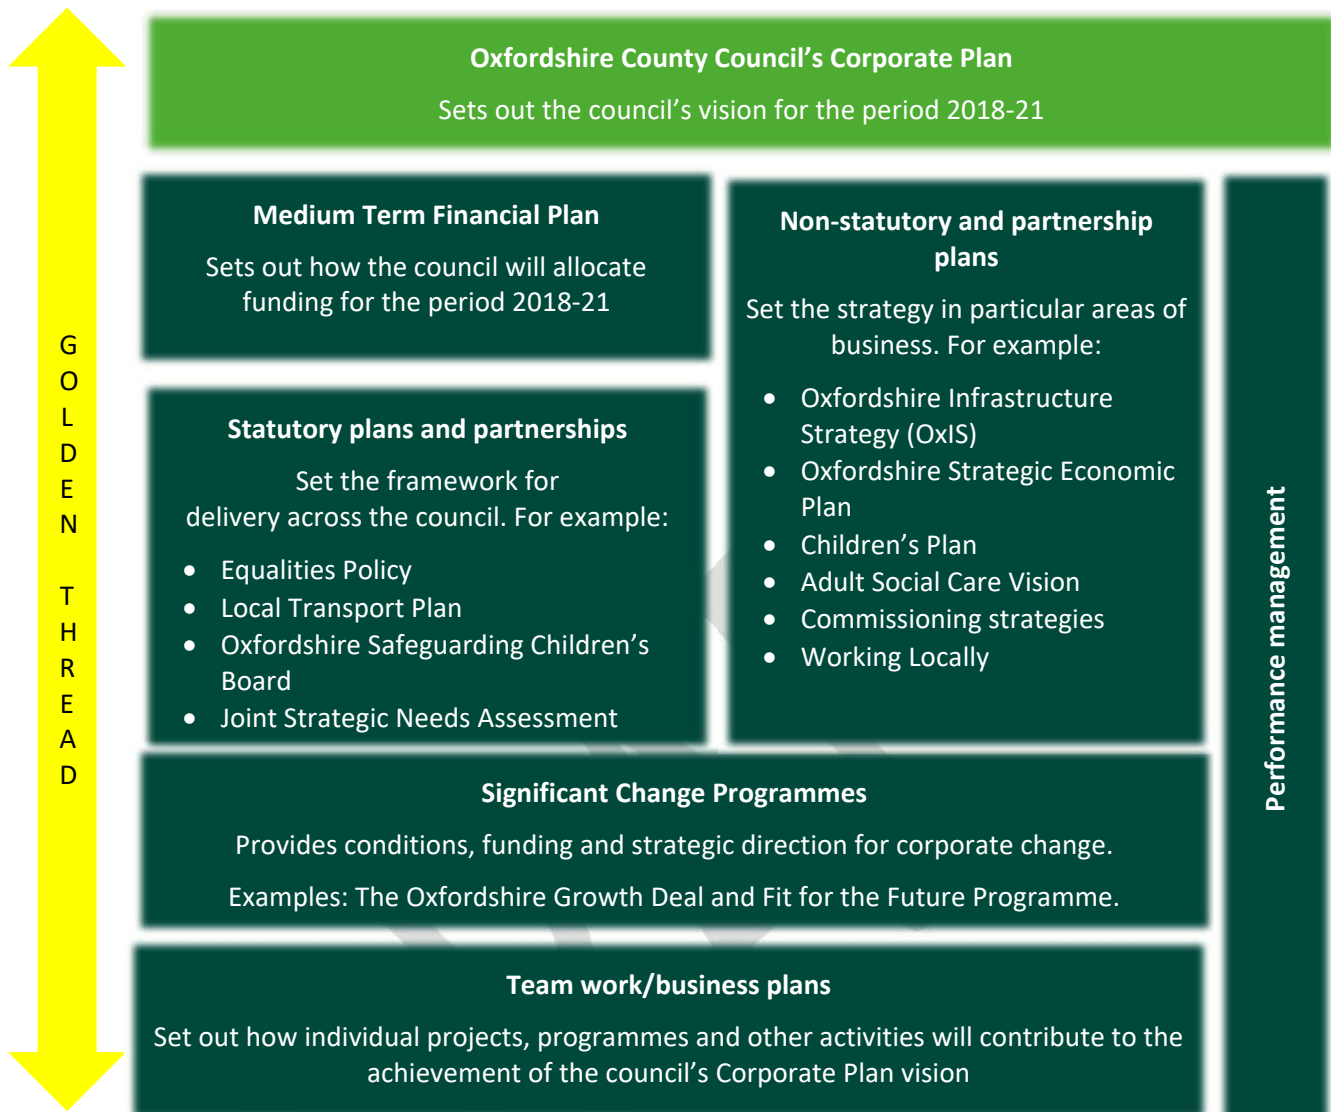 Oxfordshire County Council’s Corporate Plan
Sets out the council’s vision for the period 2018-21
GOLDEN THREAD
Medium Term Financial Plan
Sets out how the council will allocate
funding for the period 2018-21
Statutory plans and partnerships
Set the framework for
delivery across the council. For example:
• Equalities Policy
• Local Transport Plan
• Oxfordshire Safeguarding Children’s
Board
• Joint Strategic Needs Assessment
Non-statutory and partnership
plans
Set the strategy in particular areas of
business. For example:
• Oxfordshire Infrastructure
Strategy (OxIS)
• Oxfordshire Strategic Economic
Plan
• Children’s Plan
• Adult Social Care Vision
• Commissioning strategies
• Working Locally
Performance management
Significant Change Programmes
Provides conditions, funding and strategic direction for corporate change.
Examples: The Oxfordshire Growth Deal and Fit for the Future Programme.
Team work/business plans
Set out how individual projects, programmes and other activities will contribute to the
achievement of the council’s Corporate Plan vision